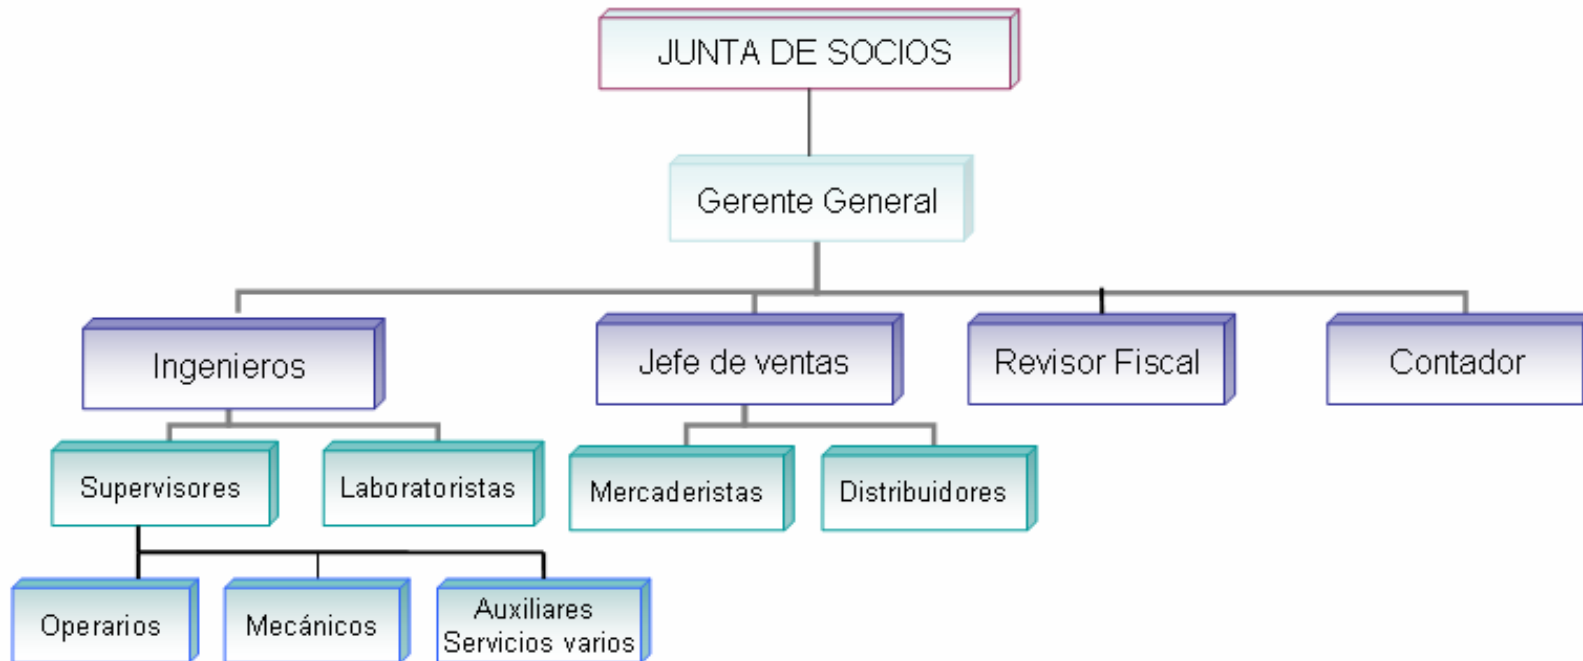 JUNTA DE SOCIOS
Gerente General
Ingenieros
Jefe de ventas
Revisor Fiscal
Contador
Supervisores
Laboratoristas
Mercaderistas
Distribuidores
Operarios
Mecánicos
Auxiliares
Servicios varios